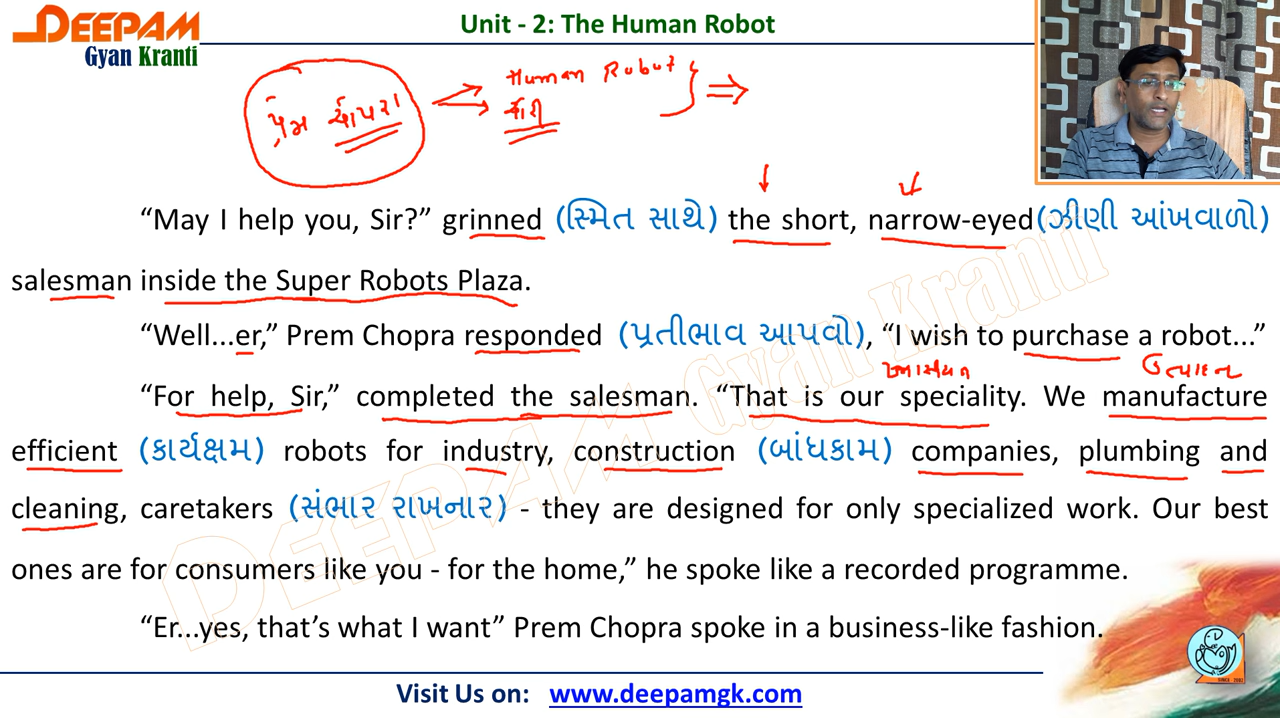 DEEPAM
Gyan Kranti
Unit - 2: The Human Robot
પ્રેમ ચોપરા
Human Robot
ચોરી
“May I help you, Sir?” grinned (સ્મિત સાથે) the short, narrow-eyed(ઝીણી આંખવાળો)
salesman inside the Super Robots Plaza.
“Well...er,” Prem Chopra responded (પ્રતીભાવ આપવો), “I wish to purchase a robot...”
ઉત્પાદન
“For help, Sir,” completed the salesman. “That is our speciality. We manufacture
efficient (કાર્યક્ષમ) robots for industry, construction (બાંધકામ) companies, plumbing and
cleaning, caretakers (સંભાર રાખનાર) - they are designed for only specialized work. Our best
ones are for consumers like you - for the home,” he spoke like a recorded programme.
“Er...yes, that’s what I want” Prem Chopra spoke in a business-like fashion.
DEEPAM Gyan Kranti
SINCE 2002
Visit Us on: www.deepamgk.com